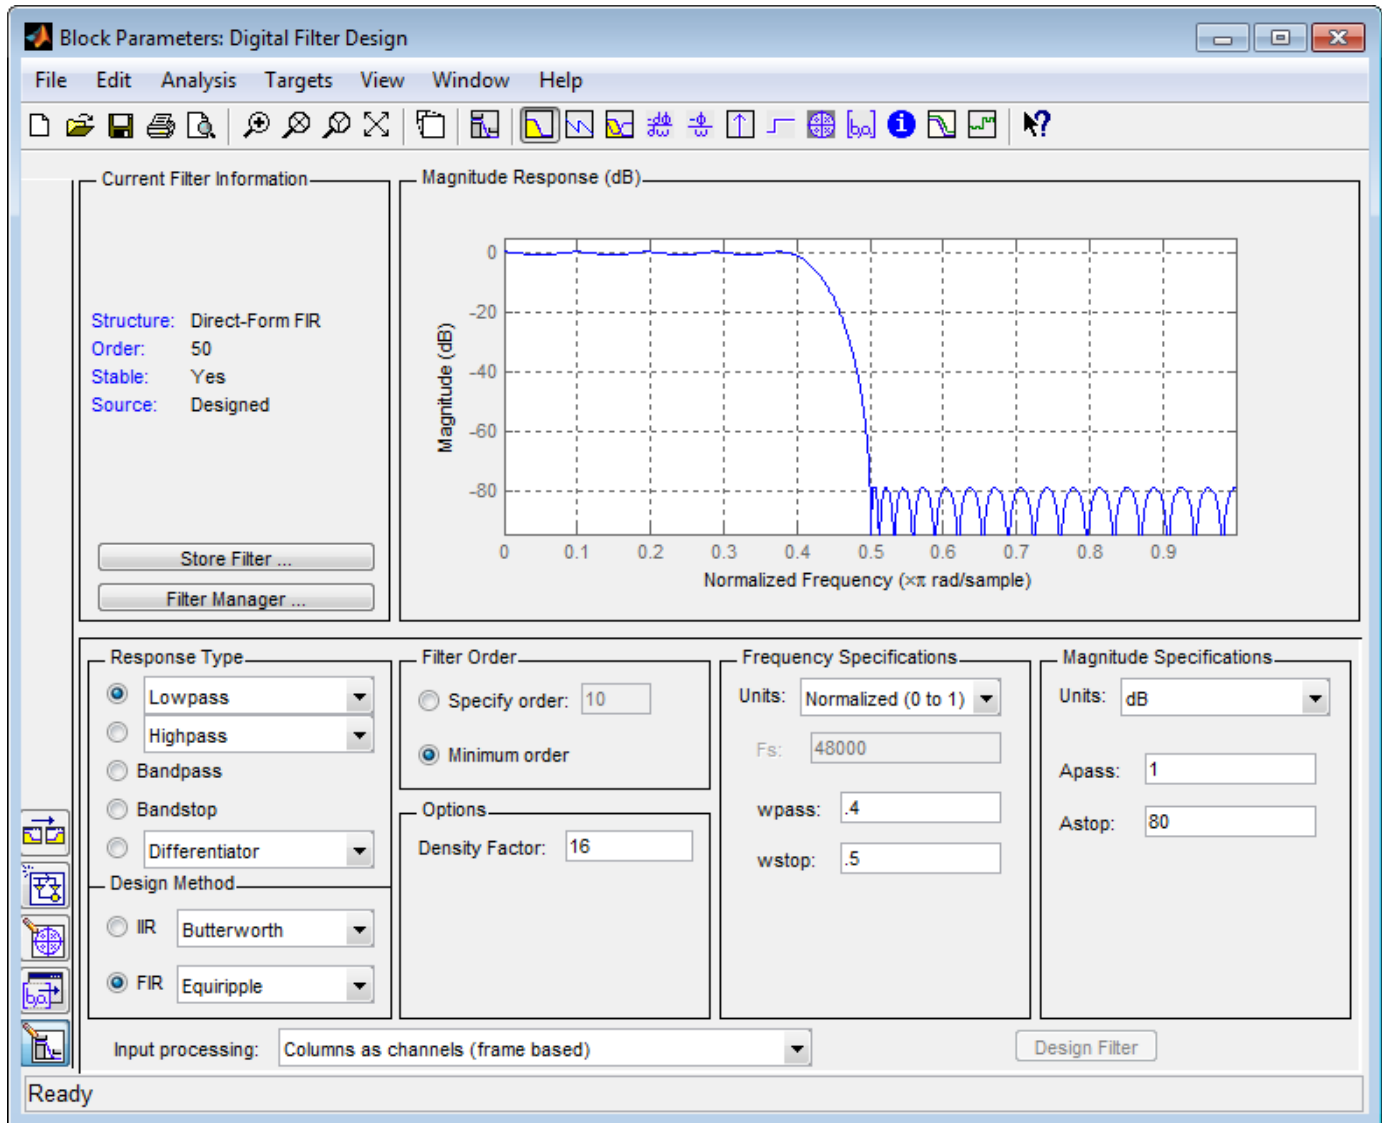 Block Parameters: Digital Filter Design
File Edit Analysis Targets View Window Help
Current Filter Information
Structure: Direct-Form FIR
Order: 50
Stable: Yes
Source: Designed
Store Filter ...
Filter Manager ...
Magnitude Response (dB)
Magnitude (dB)
0
-20
-40
-60
-80
0 0.1 0.2 0.3 0.4 0.5 0.6 0.7 0.8 0.9
Normalized Frequency (×π rad/sample)
Response Type
Lowpass
Highpass
Bandpass
Bandstop
Differentiator
Design Method
IIR Butterworth
FIR Equiripple
Filter Order
Specify order: 10
Minimum order
Options
Density Factor: 16
Frequency Specifications
Units: Normalized (0 to 1)
Fs: 48000
wpass: .4
wstop: .5
Magnitude Specifications
Units: dB
Apass: 1
Astop: 80
Input processing: Columns as channels (frame based)
Design Filter
Ready